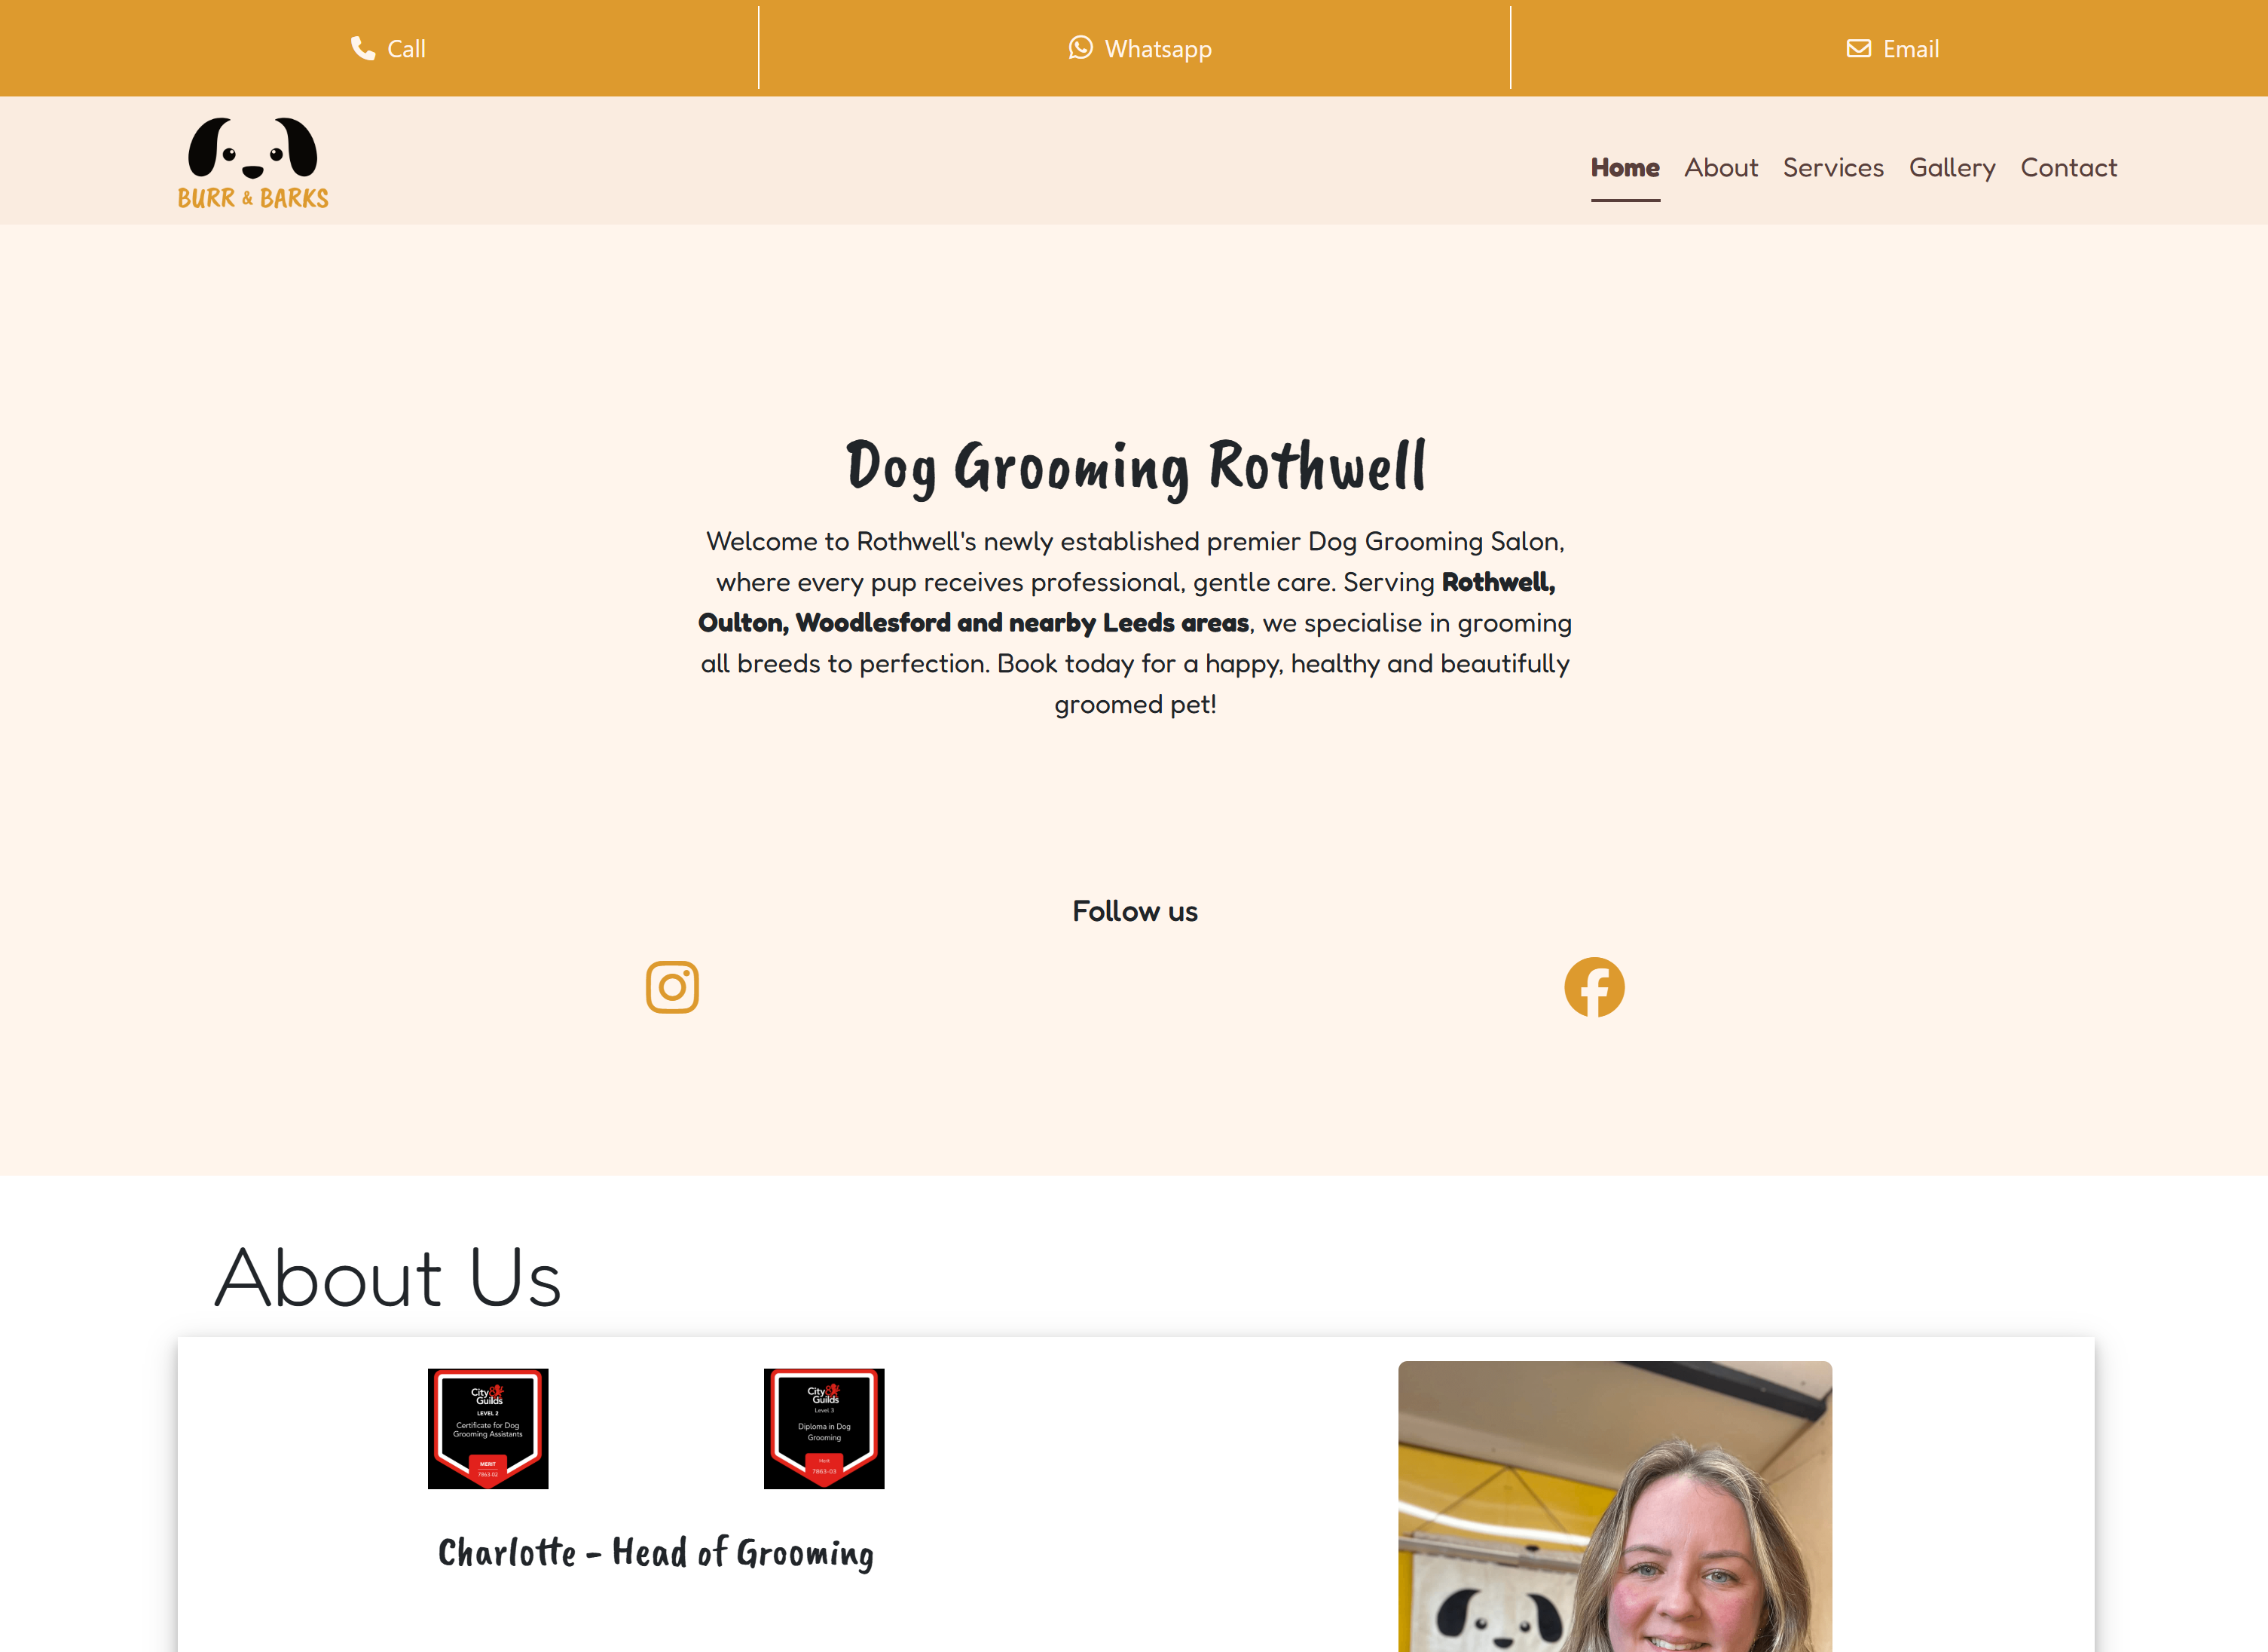 Call
Whatsapp
Email
BURR & BARKS
Home
About
Services
Gallery
Contact
Dog Grooming Rothwell
Welcome to Rothwell's newly established premier Dog Grooming Salon,
where every pup receives professional, gentle care. Serving Rothwell,
Oulton, Woodlesford and nearby Leeds areas, we specialise in grooming
all breeds to perfection. Book today for a happy, healthy and beautifully
groomed pet!
Follow us
About Us
City & Guilds
LEVEL 2
Certificate for Dog
Grooming Assistants
MERIT
7863-02
City & Guilds
Level 3
Diploma in Dog
Grooming
Merit
7863-03
Charlotte - Head of Grooming